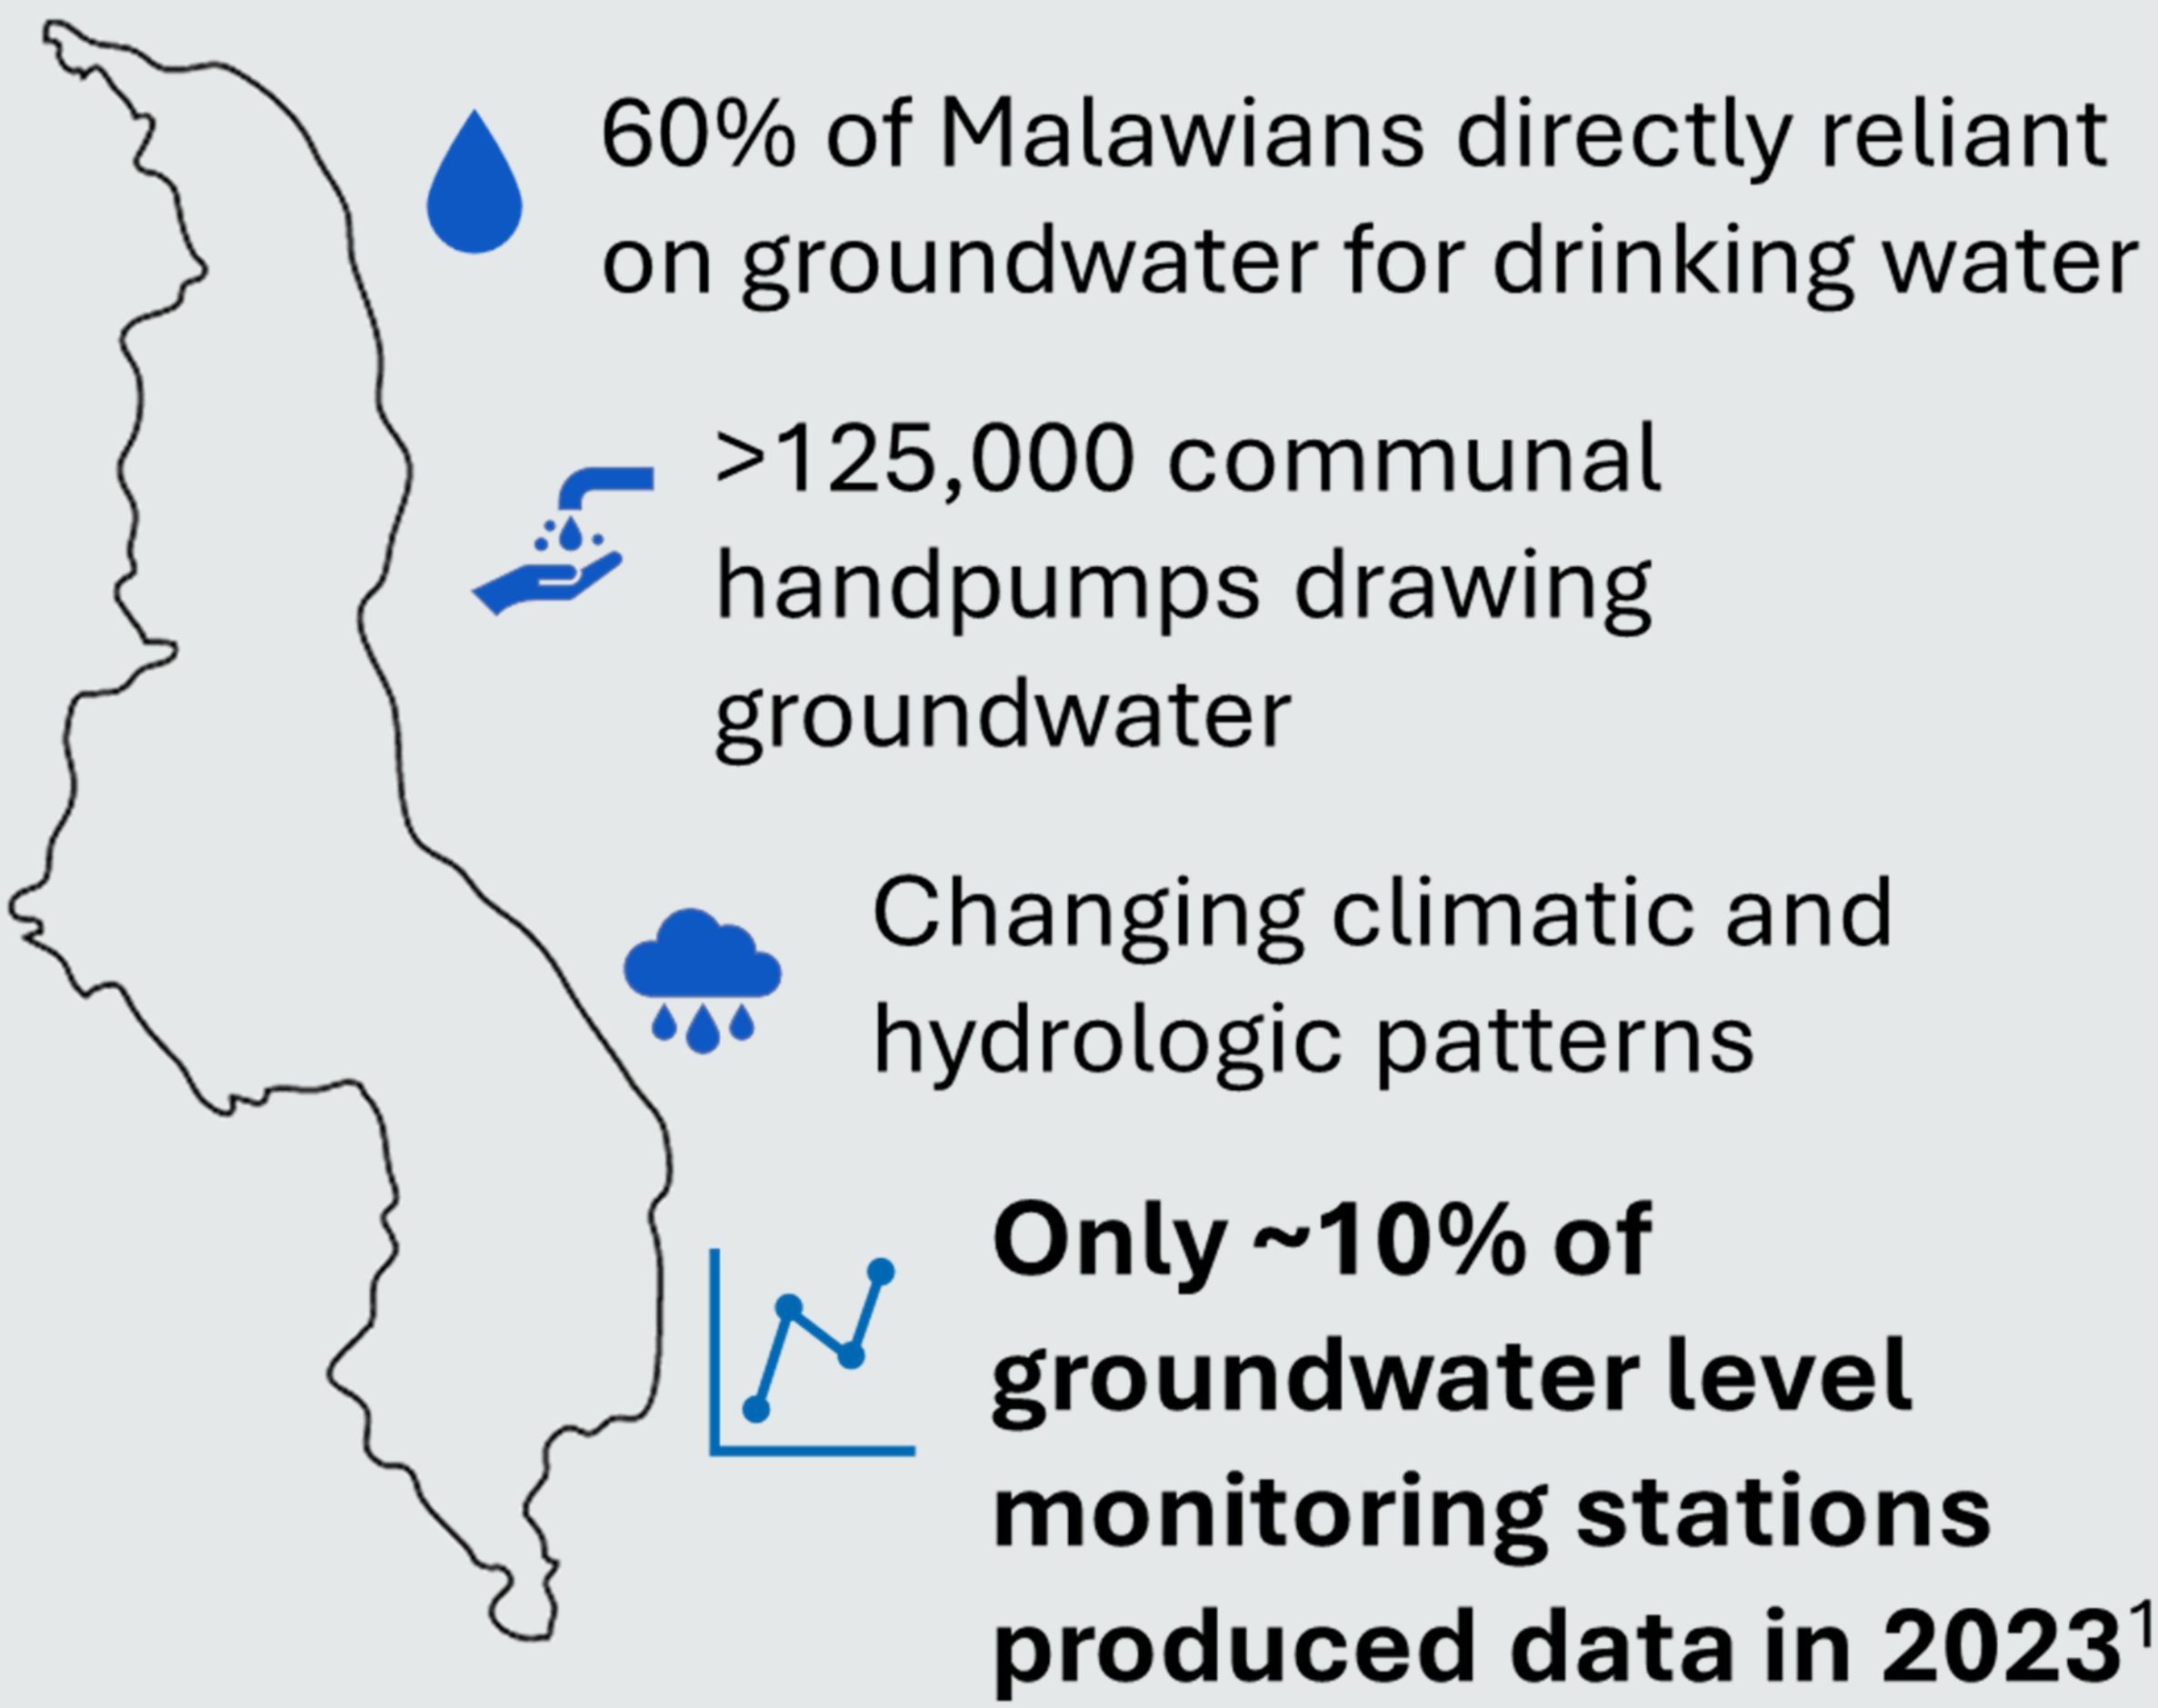 60% of Malawians directly reliant
on groundwater for drinking water
>125,000 communal
handpumps drawing
groundwater
Changing climatic and
hydrologic patterns
Only ~10% of
groundwater level
monitoring stations
produced data in 2023¹